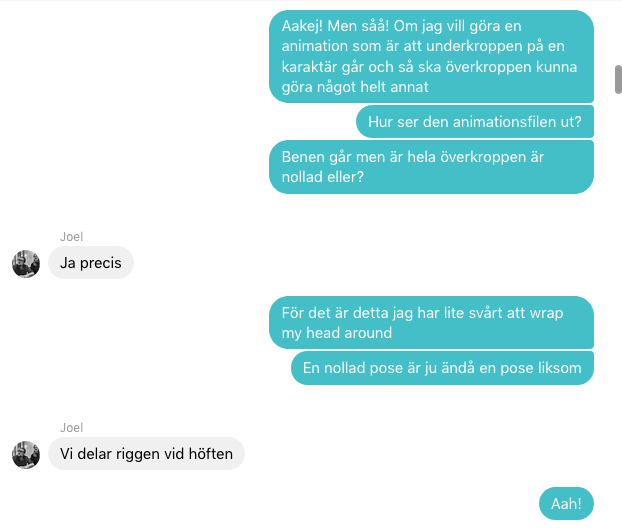 Aakej! Men såå! Om jag vill göra en
animation som är att underkroppen på en
karaktär går och så ska överkroppen kunna
göra något helt annat
Hur ser den animationsfilen ut?
Benen går men är hela överkroppen är
nollad eller?
Joel
Ja precis
För det är detta jag har lite svårt att wrap
my head around
En nollad pose är ju ändå en pose liksom
Joel
Vi delar riggen vid höften
Aah!